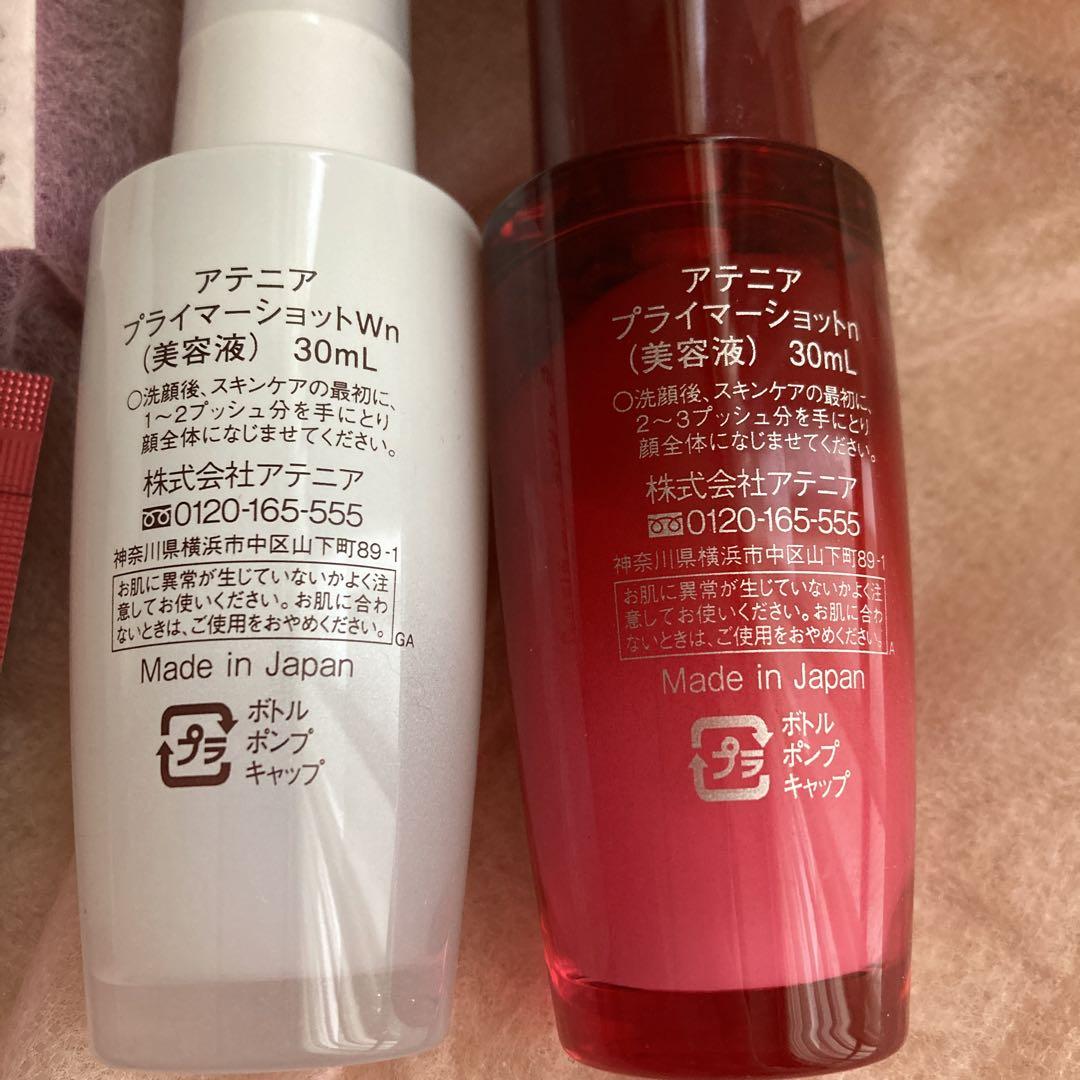 アテニア
プライマーショットWn
(美容液) 30mL
○洗顔後、スキンケアの最初に、
1~2プッシュ分を手にとり
顔全体になじませてください。
株式会社アテニア
0120-165-555
神奈川県横浜市中区山下町89-1
お肌に異常が生じていないかよく注
意してお使いください。お肌に合わ
ないときは、ご使用をおやめください。
GA
Made in Japan
プラ
ボトル
ポンプ
キャップ
アテニア
プライマーショットn
(美容液) 30mL
○洗顔後、スキンケアの最初に、
2~3プッシュ分を手にとり
顔全体になじませてください。
株式会社アテニア
0120-165-555
神奈川県横浜市中区山下町89-1
お肌に異常が生じていないかよく注
意してお使いください。お肌に合わ
ないときは、ご使用をおやめください。
A
Made in Japan
プラ
ボトル
ポンプ
キャップ